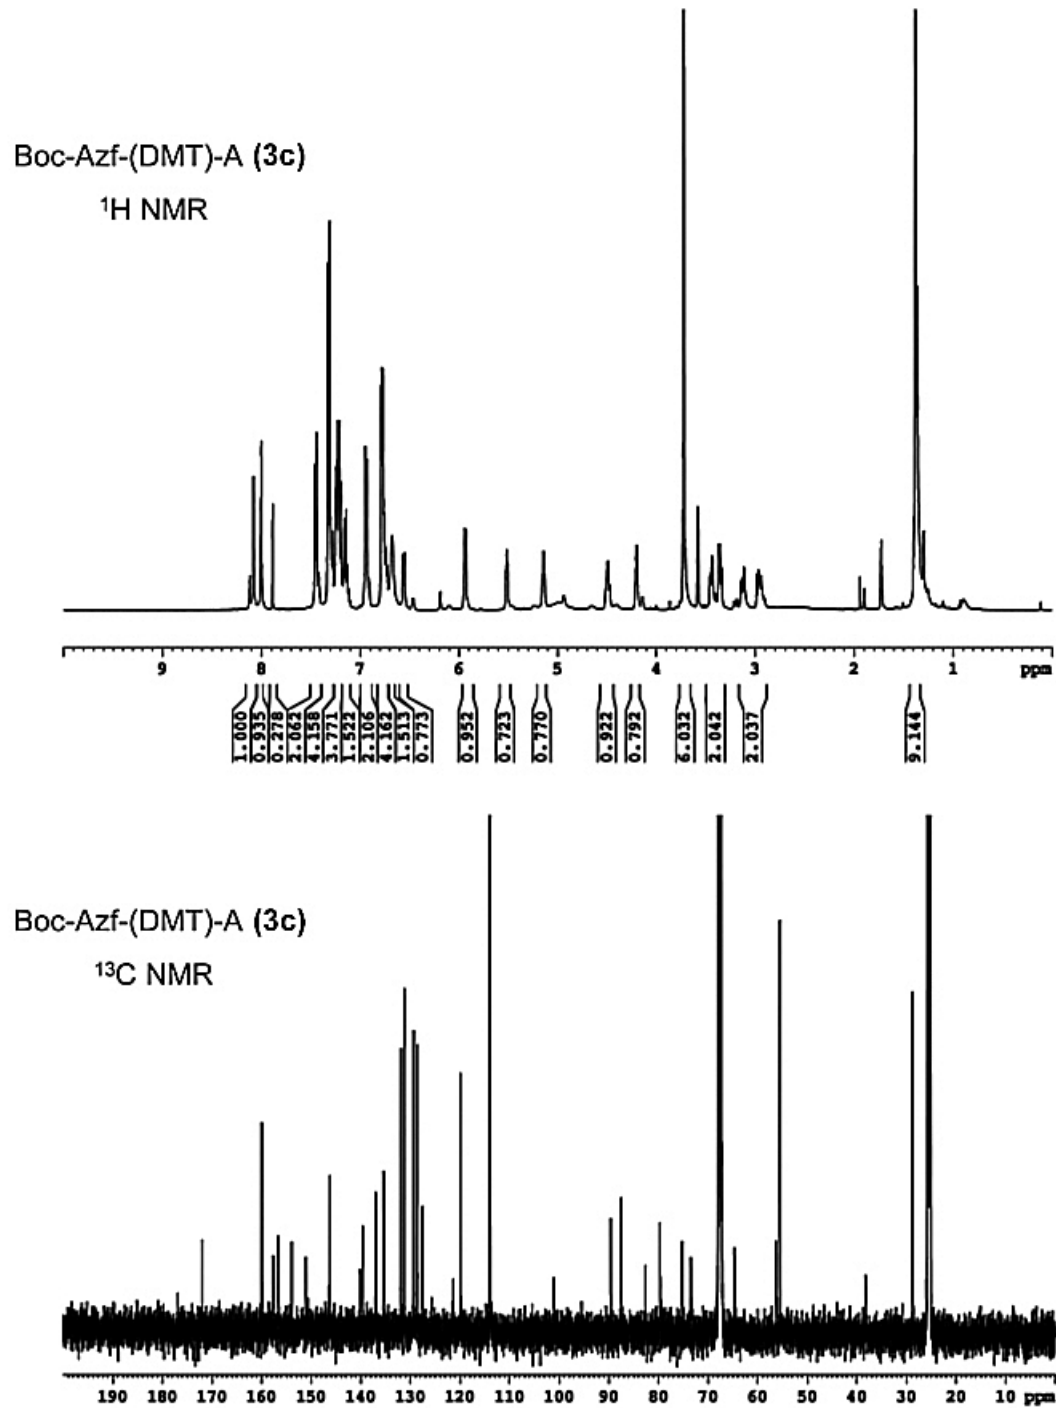 Boc-Azf-(DMT)-A (3c)
¹H NMR
9 8 7 6 5 4 3 2 1 ppm
1.000 0.935 0.278 2.062 4.158 3.771 1.522 2.106 4.162 1.513 0.773 0.952 0.723 0.770 0.922 0.792 6.032 2.042 2.037 9.144
Boc-Azf-(DMT)-A (3c)
¹³C NMR
190 180 170 160 150 140 130 120 110 100 90 80 70 60 50 40 30 20 10 ppm